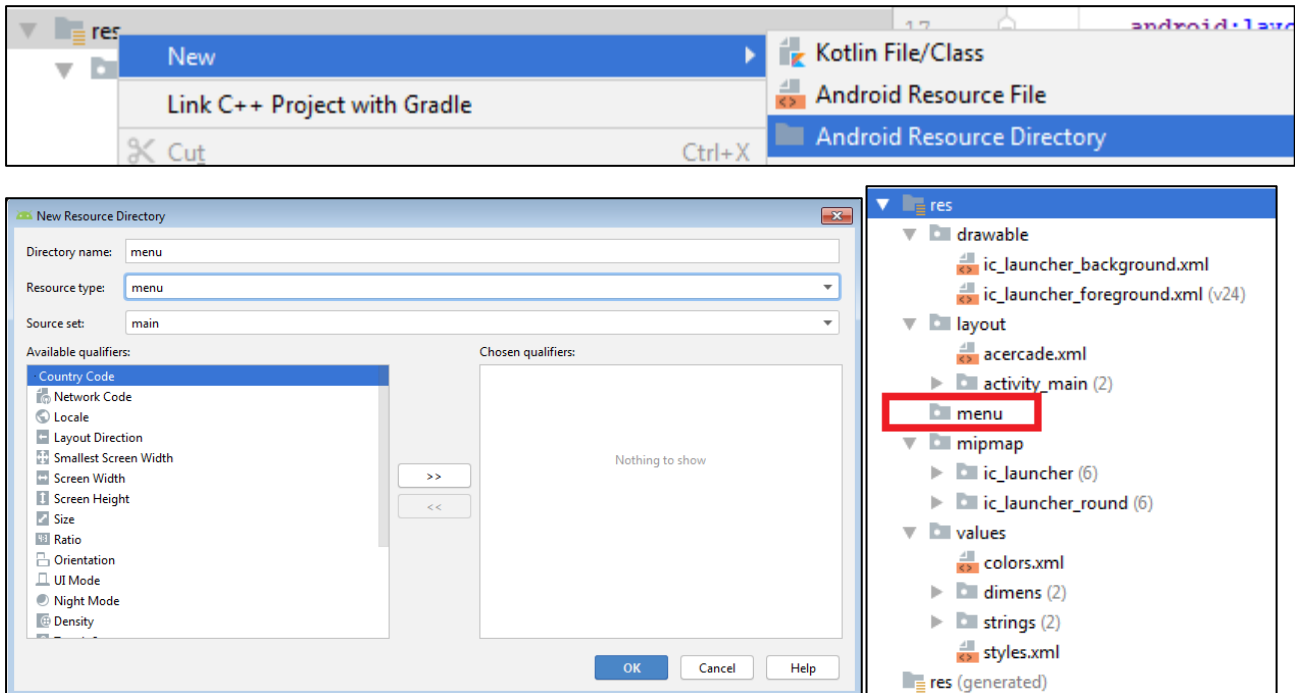 res
17
New
Kotlin File/Class
Link C++ Project with Gradle
Android Resource File
Cut
Ctrl+X
Android Resource Directory
New Resource Directory
Directory name:
menu
Resource type:
menu
Source set:
main
Available qualifiers:
Chosen qualifiers:
Country Code
Network Code
Locale
Layout Direction
Smallest Screen Width
Screen Width
Screen Height
Size
Ratio
Orientation
UI Mode
Night Mode
Density
>>
<<
Nothing to show
OK
Cancel
Help
res
drawable
ic_launcher_background.xml
ic_launcher_foreground.xml (v24)
layout
acercade.xml
activity_main (2)
menu
mipmap
ic_launcher (6)
ic_launcher_round (6)
values
colors.xml
dimens (2)
strings (2)
styles.xml
res (generated)